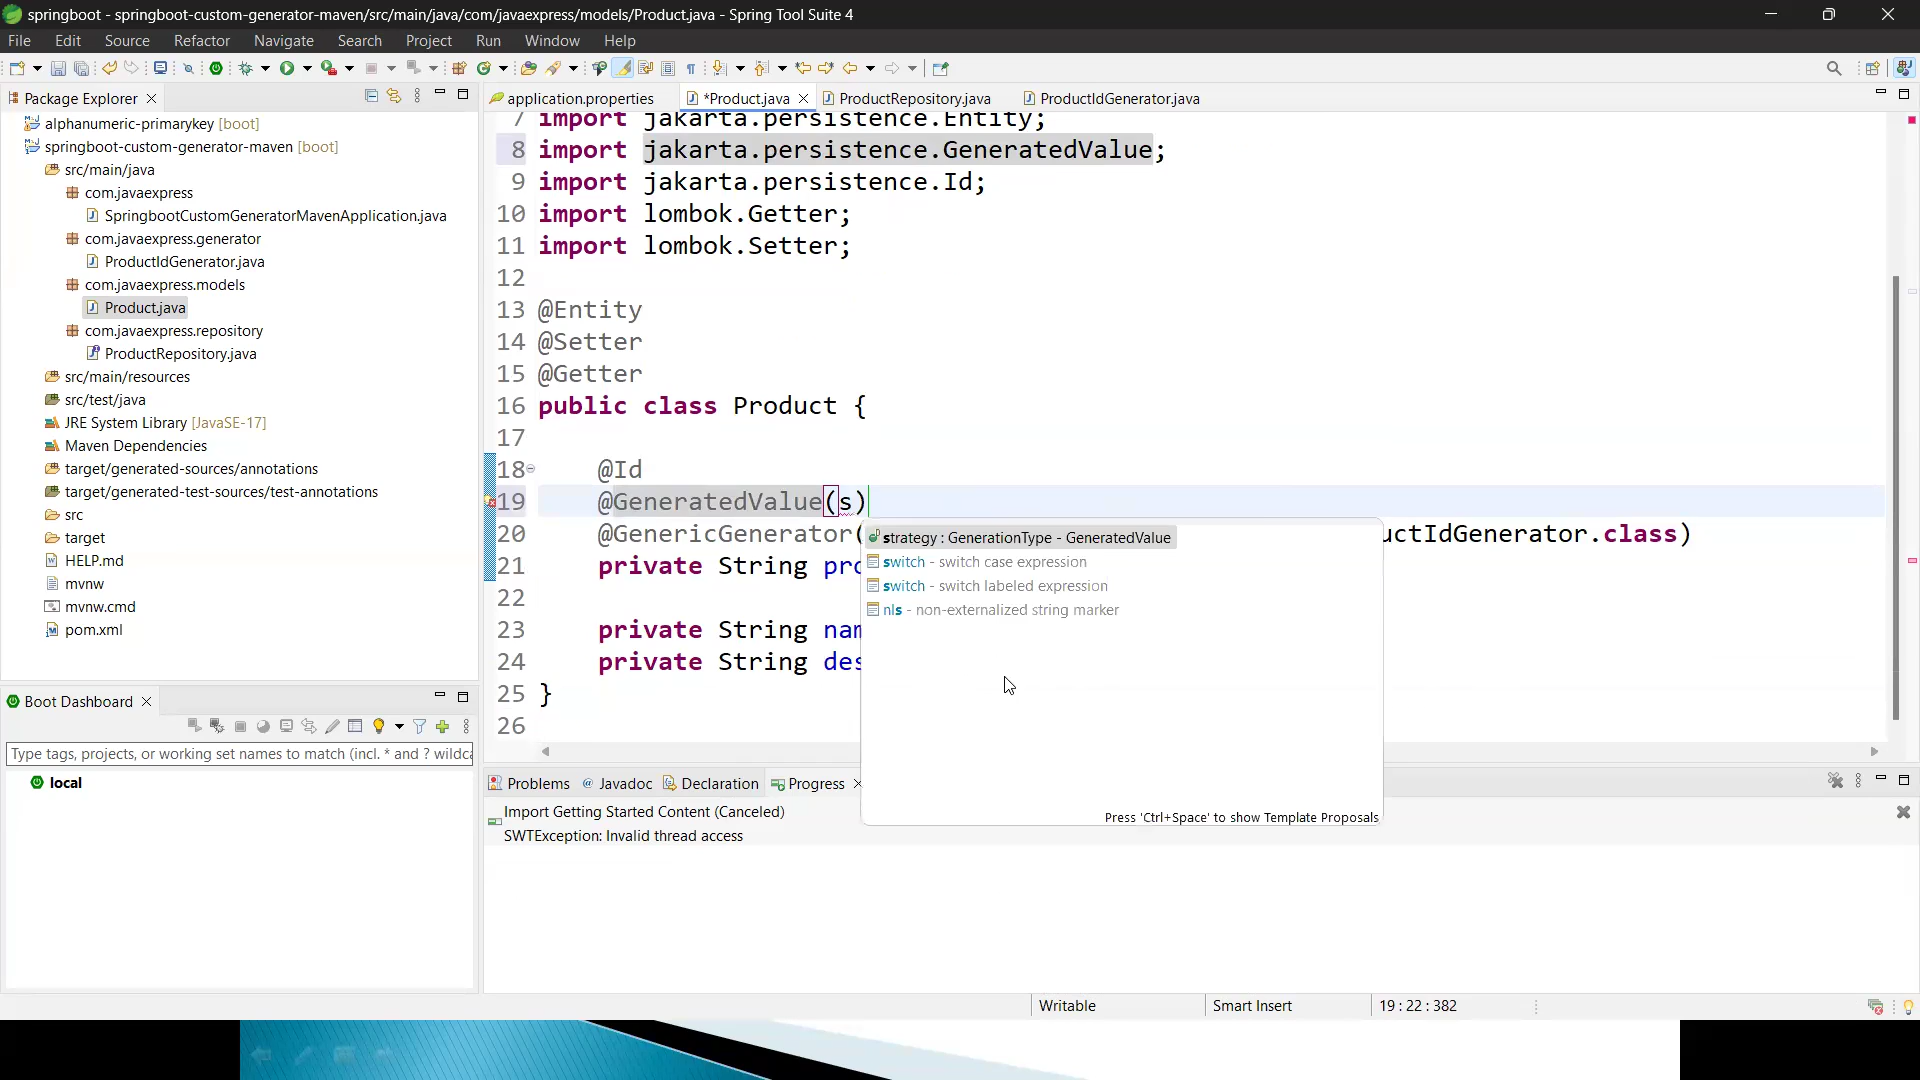 springboot - springboot-custom-generator-maven/src/main/java/com/javaexpress/models/Product.java - Spring Tool Suite 4
File Edit Source Refactor Navigate Search Project Run Window Help
Package Explorer
alphanumeric-primarykey [boot]
springboot-custom-generator-maven [boot]
src/main/java
com.javaexpress
SpringbootCustomGeneratorMavenApplication.java
com.javaexpress.generator
ProductIdGenerator.java
com.javaexpress.models
Product.java
com.javaexpress.repository
ProductRepository.java
src/main/resources
src/test/java
JRE System Library [JavaSE-17]
Maven Dependencies
target/generated-sources/annotations
target/generated-test-sources/test-annotations
src
target
HELP.md
mvnw
mvnw.cmd
pom.xml
Boot Dashboard
Type tags, projects, or working set names to match (incl. * and ? wildca
local
application.properties *Product.java ProductRepository.java ProductIdGenerator.java
7 import jakarta.persistence.Entity;
8 import jakarta.persistence.GeneratedValue;
9 import jakarta.persistence.Id;
10 import lombok.Getter;
11 import lombok.Setter;
12
13 @Entity
14 @Setter
15 @Getter
16 public class Product {
17
18 @Id
19 @GeneratedValue(s)
20 @GenericGenerator( uctIdGenerator.class)
21 private String pro
22
23 private String nam
24 private String des
25 }
26
strategy : GenerationType - GeneratedValue
switch - switch case expression
switch - switch labeled expression
nls - non-externalized string marker
Press 'Ctrl+Space' to show Template Proposals
Problems Javadoc Declaration Progress
Import Getting Started Content (Canceled)
SWTException: Invalid thread access
Writable Smart Insert 19 : 22 : 382